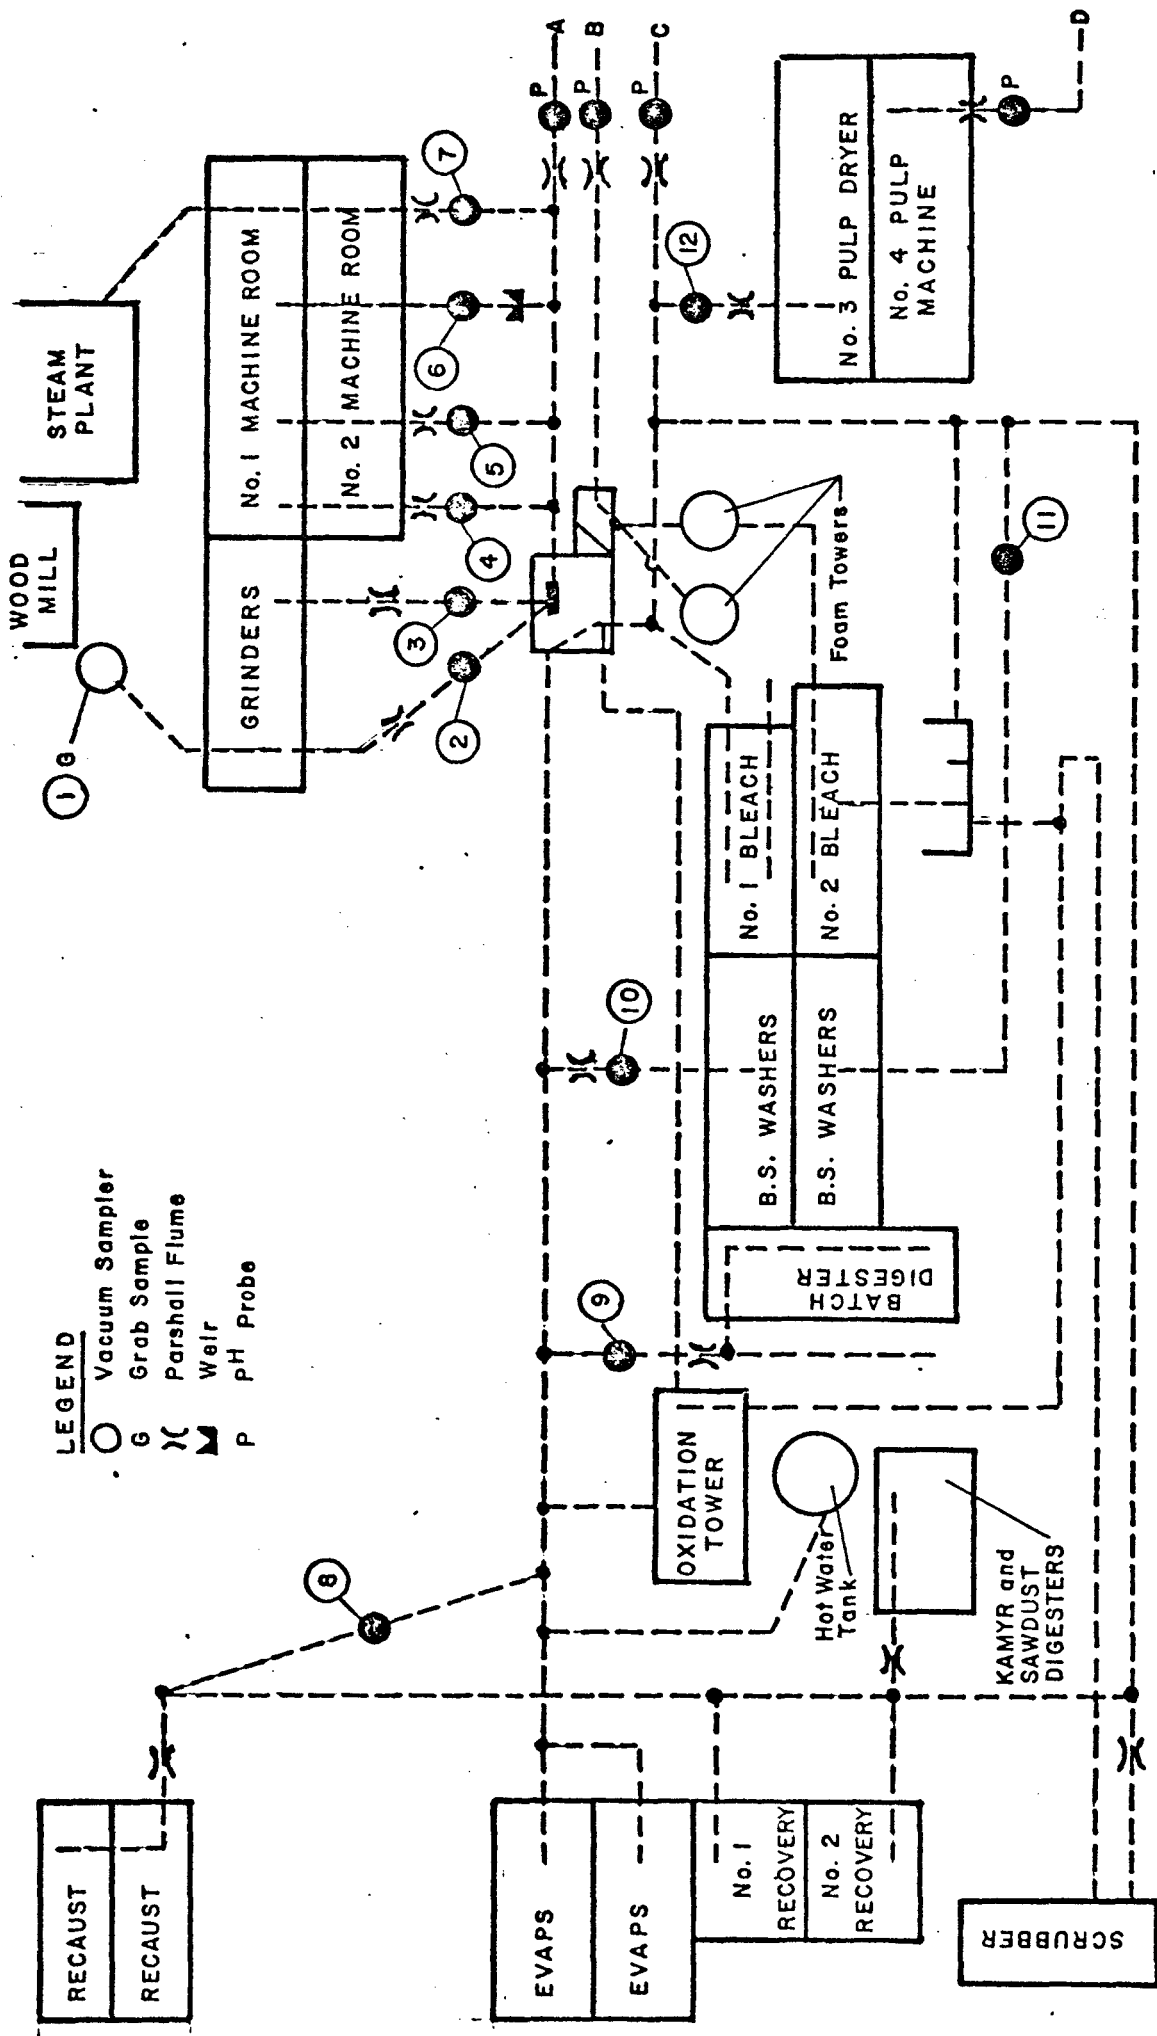 LEGEND
Vacuum Sampler
G Grab Sample
Parshall Flume
Weir
P pH Probe
WOOD
MILL
STEAM
PLANT
1 G
GRINDERS
No. 1 MACHINE ROOM
No. 2 MACHINE ROOM
2
3
4
5
6
7
P
A
P
B
P
C
RECAUST
RECAUST
8
9
10
12
EVAPS
EVAPS
No. 1
RECOVERY
No. 2
RECOVERY
OXIDATION
TOWER
Hot Water
Tank
KAMYR and
SAWDUST
DIGESTERS
BATCH
DIGESTER
B.S. WASHERS
B.S. WASHERS
No. 1 BLEACH
No. 2 BLEACH
Foam Towers
11
No. 3 PULP DRYER
No. 4 PULP
MACHINE
P
D
SCRUBBER